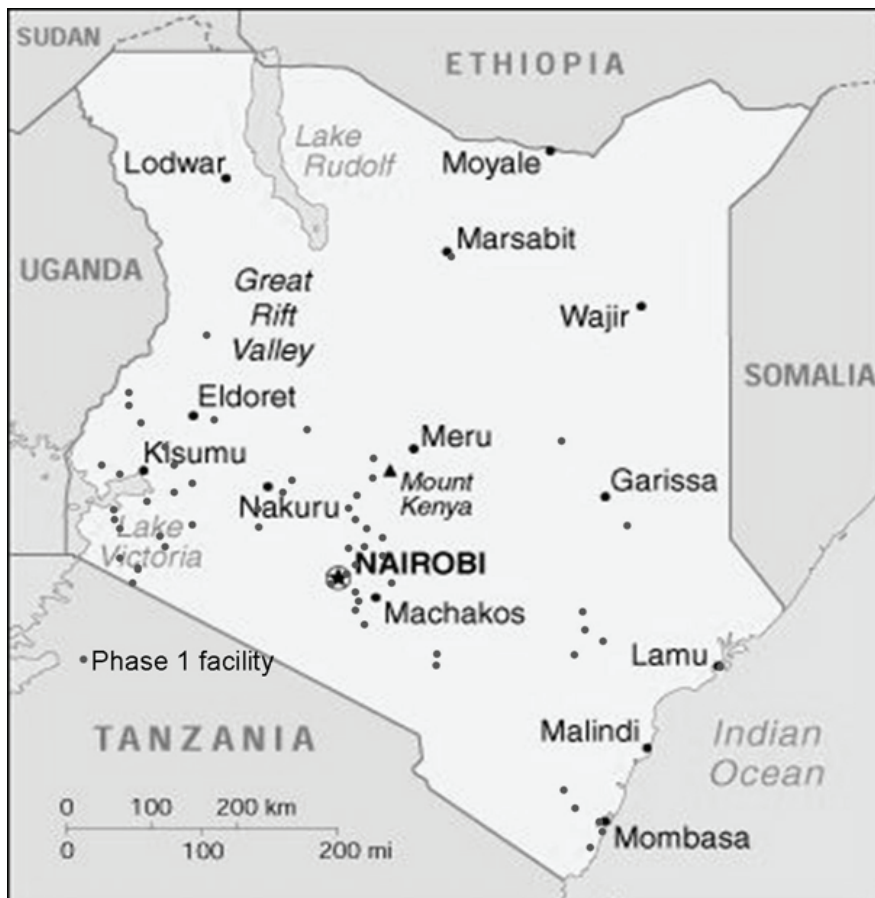 SUDAN
ETHIOPIA
Lake
Rudolf
Lodwar
Moyale
Marsabit
UGANDA
Great
Rift
Valley
Wajir
SOMALIA
Eldoret
Meru
Kisumu
Mount
Kenya
Garissa
Nakuru
Lake
Victoria
NAIROBI
Machakos
Lamu
Phase 1 facility
TANZANIA
Malindi
Indian
Ocean
0 100 200 km
0 100 200 mi
Mombasa